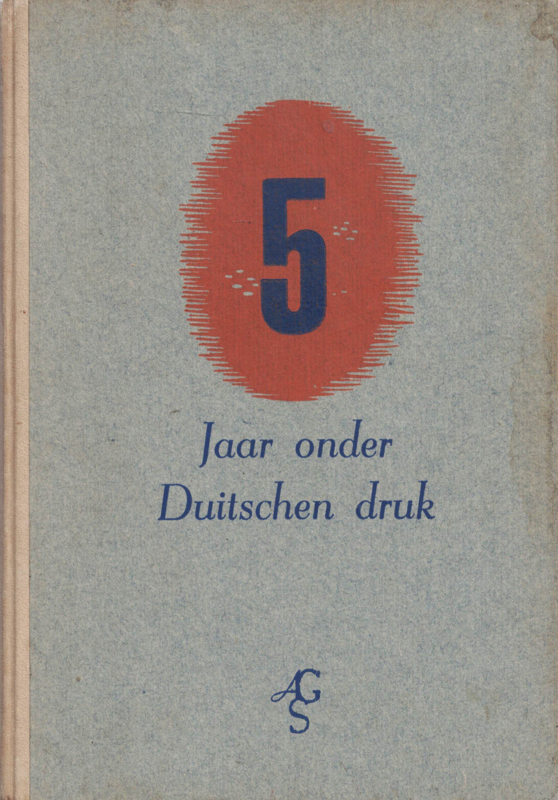 5
Jaar onder
Duitschen druk
AGS